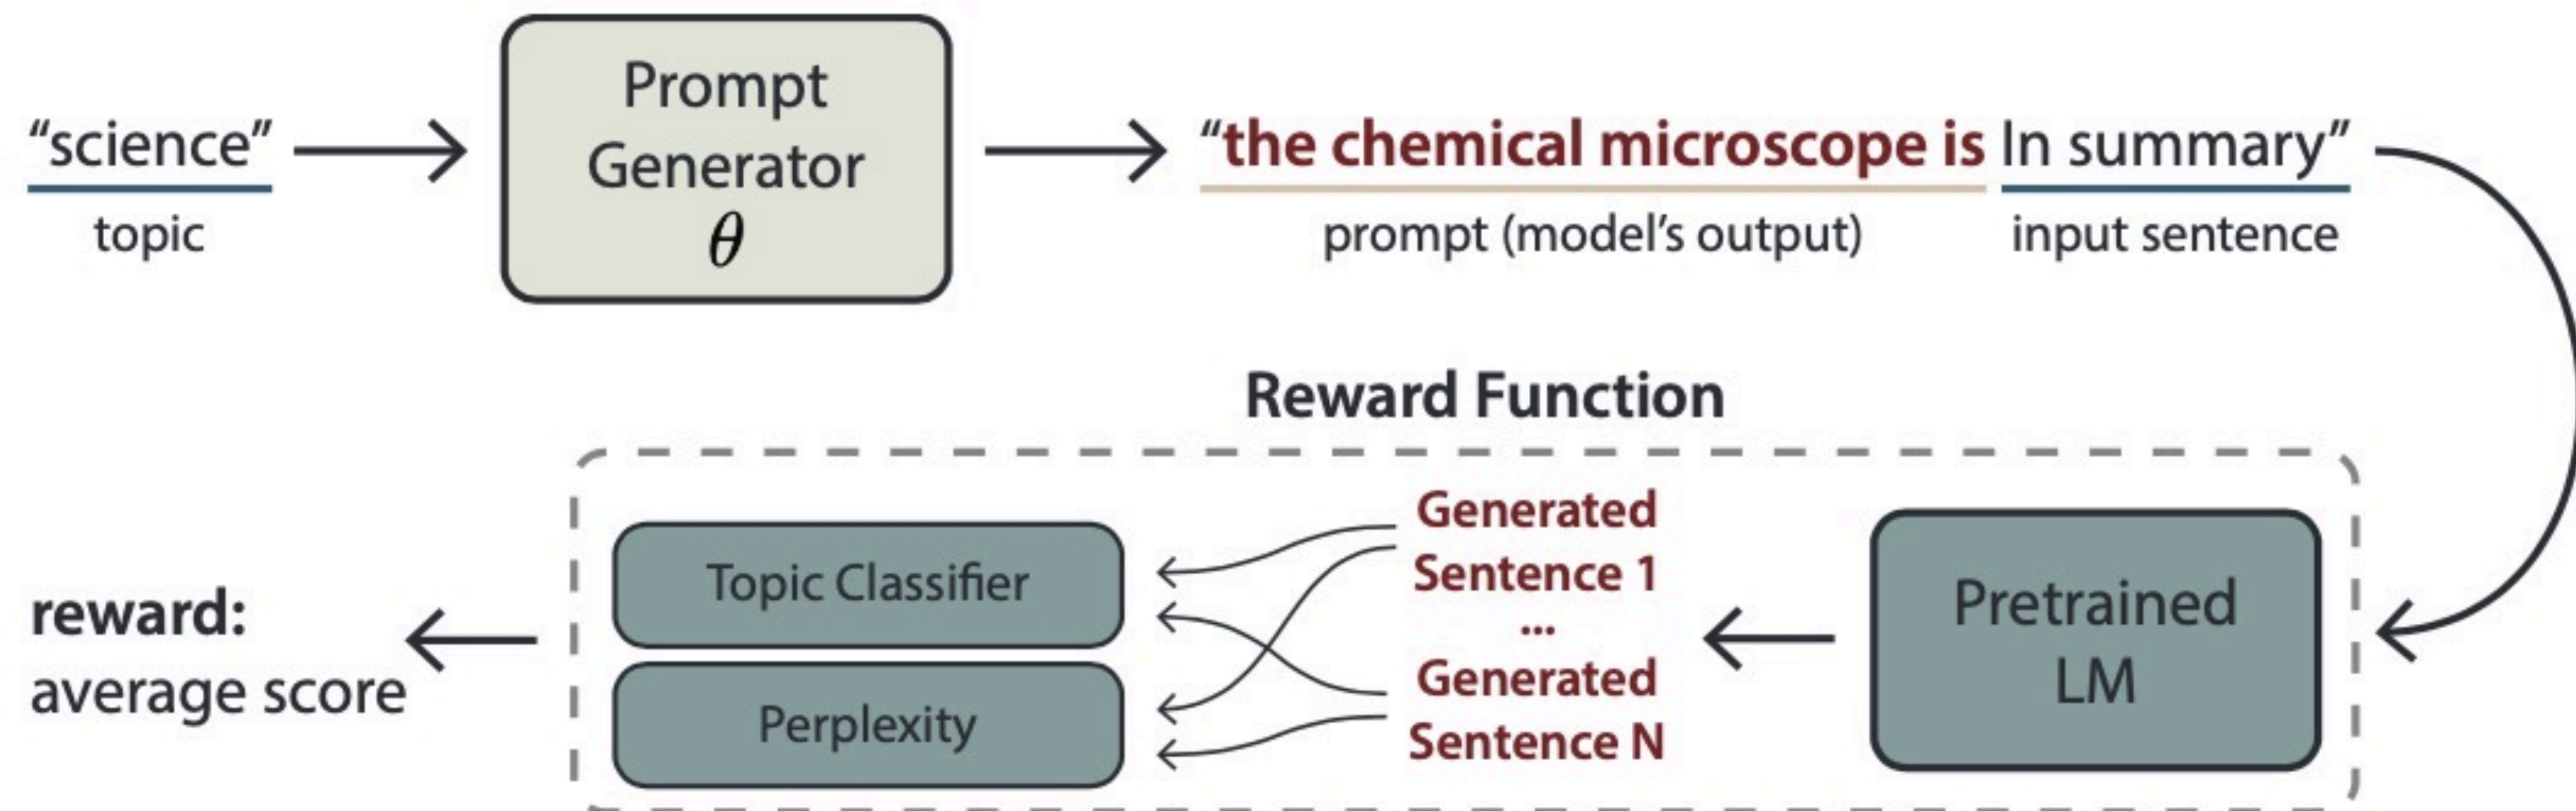 “science”
topic
Prompt
Generator
θ
“the chemical microscope is In summary”
prompt (model’s output)
input sentence
Reward Function
Pretrained
LM
Generated
Sentence 1
...
Generated
Sentence N
Topic Classifier
Perplexity
reward:
average score